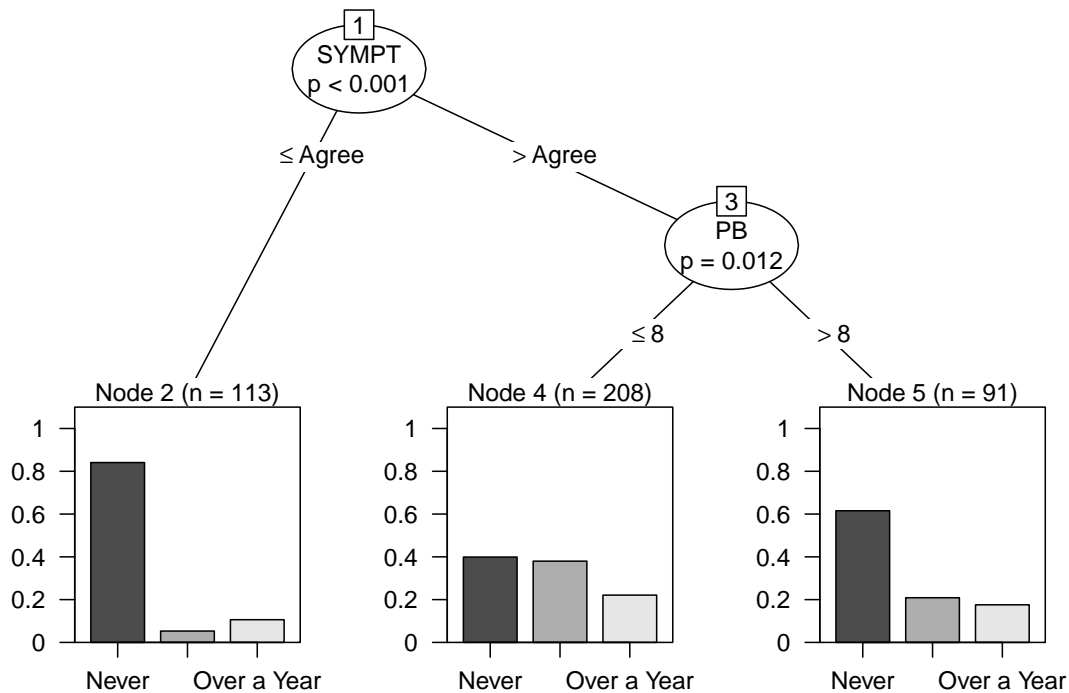 1
SYMPT
p < 0.001
≤ Agree
> Agree
3
PB
p = 0.012
≤ 8
> 8
Node 2 (n = 113)
1
0.8
0.6
0.4
0.2
0
Never
Over a Year
Node 4 (n = 208)
1
0.8
0.6
0.4
0.2
0
Never
Over a Year
Node 5 (n = 91)
1
0.8
0.6
0.4
0.2
0
Never
Over a Year